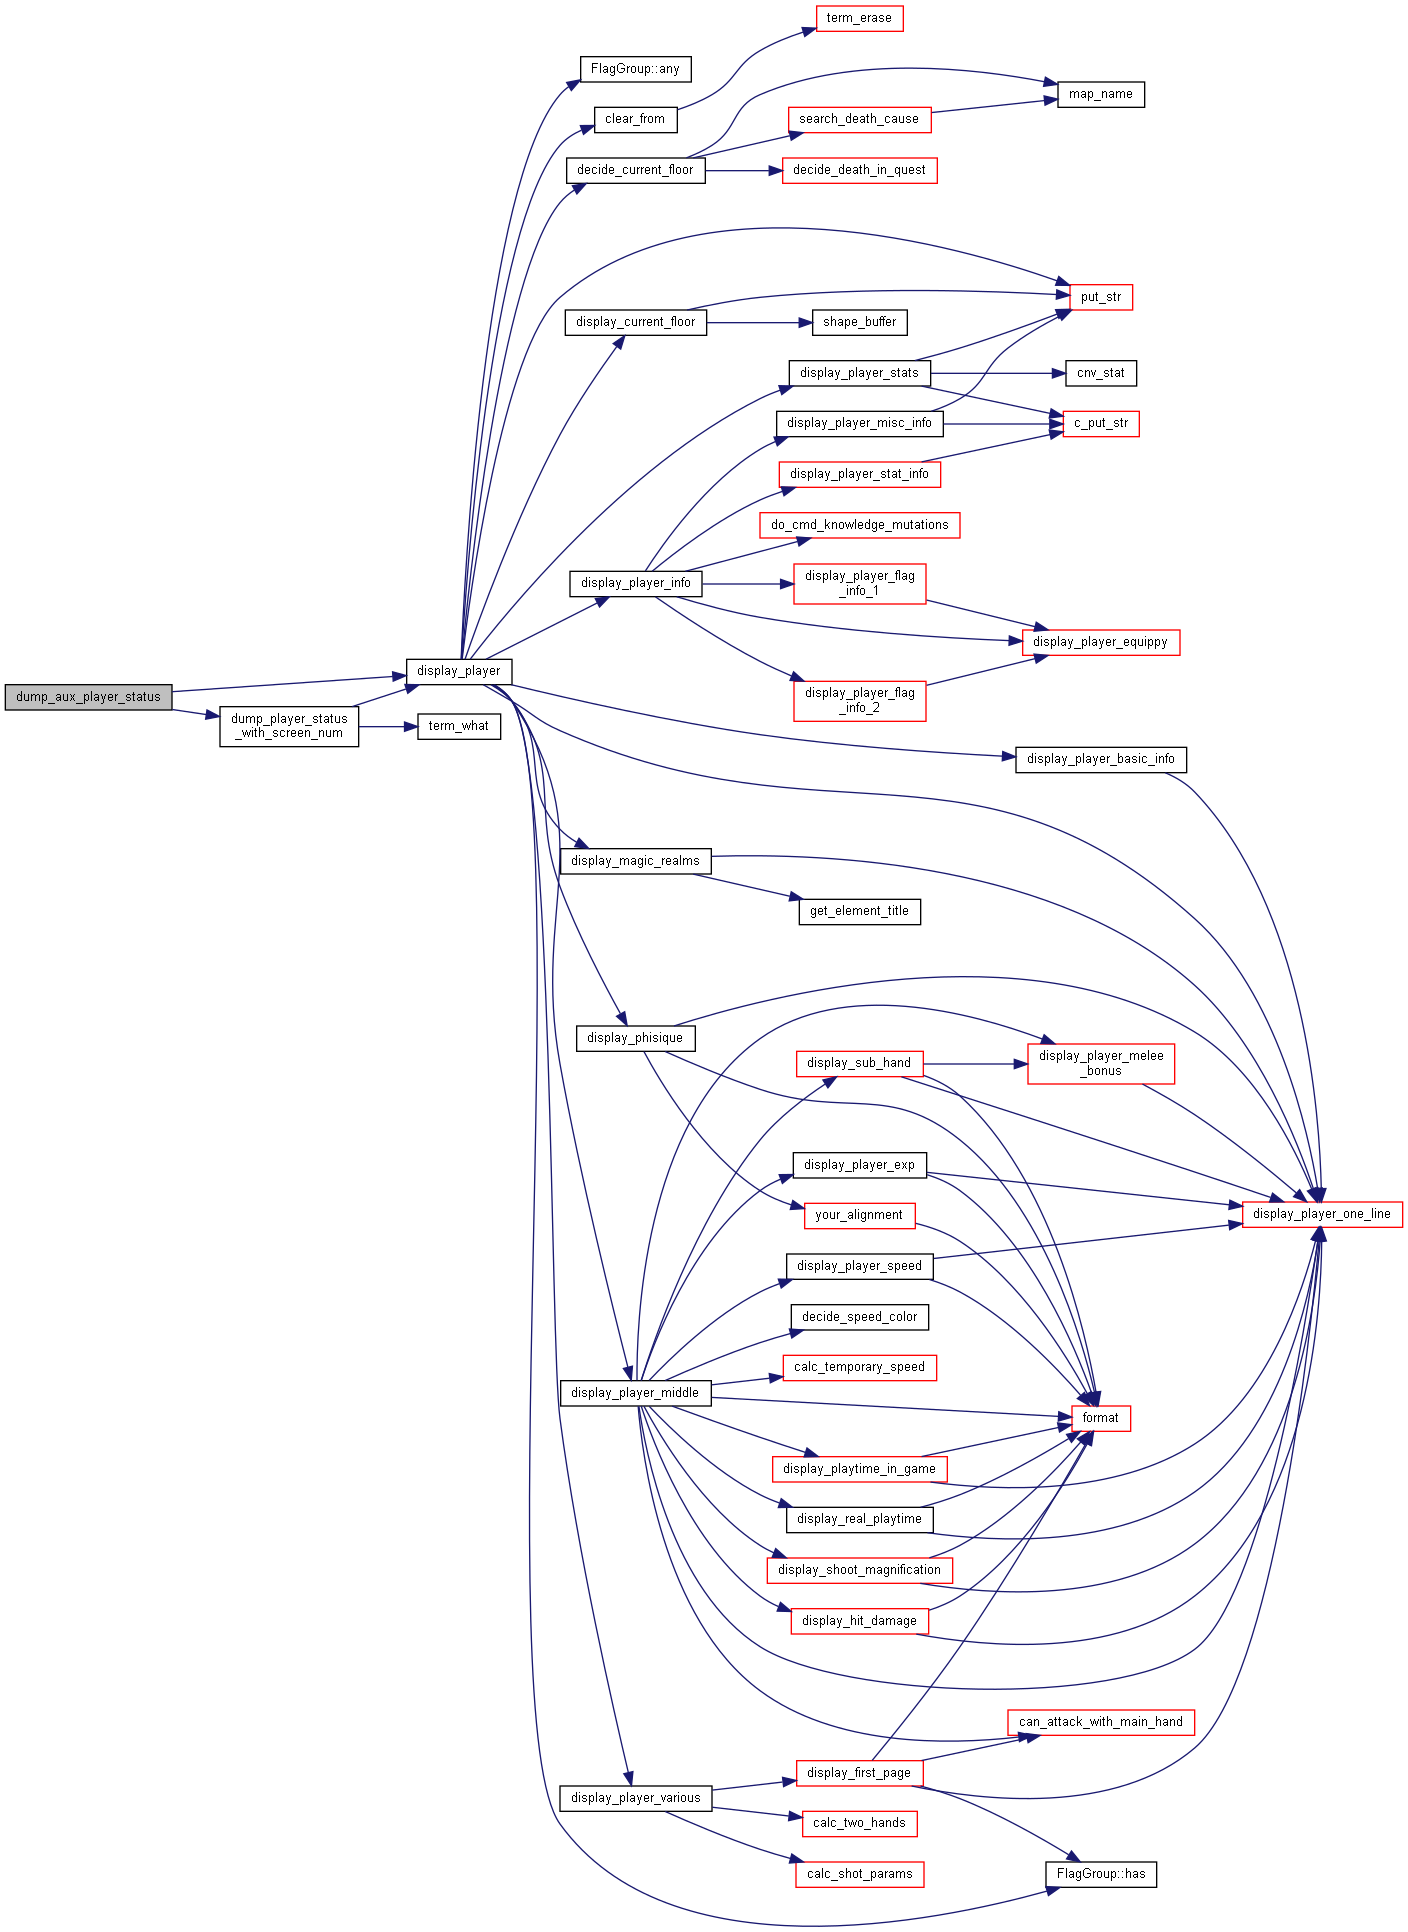 term_erase
FlagGroup::any
map_name
clear_from
search_death_cause
decide_current_floor
decide_death_in_quest
put_str
display_current_floor
shape_buffer
display_player_stats
cnv_stat
display_player_misc_info
c_put_str
display_player_stat_info
do_cmd_knowledge_mutations
display_player_info
display_player_flag
_info_1
display_player_equippy
display_player
display_player_flag
_info_2
dump_aux_player_status
dump_player_status
_with_screen_num
term_what
display_player_basic_info
display_magic_realms
get_element_title
display_phisique
display_player_melee
_bonus
display_sub_hand
display_player_exp
your_alignment
display_player_one_line
display_player_speed
decide_speed_color
calc_temporary_speed
display_player_middle
format
display_playtime_in_game
display_real_playtime
display_shoot_magnification
display_hit_damage
can_attack_with_main_hand
display_first_page
display_player_various
calc_two_hands
calc_shot_params
FlagGroup::has